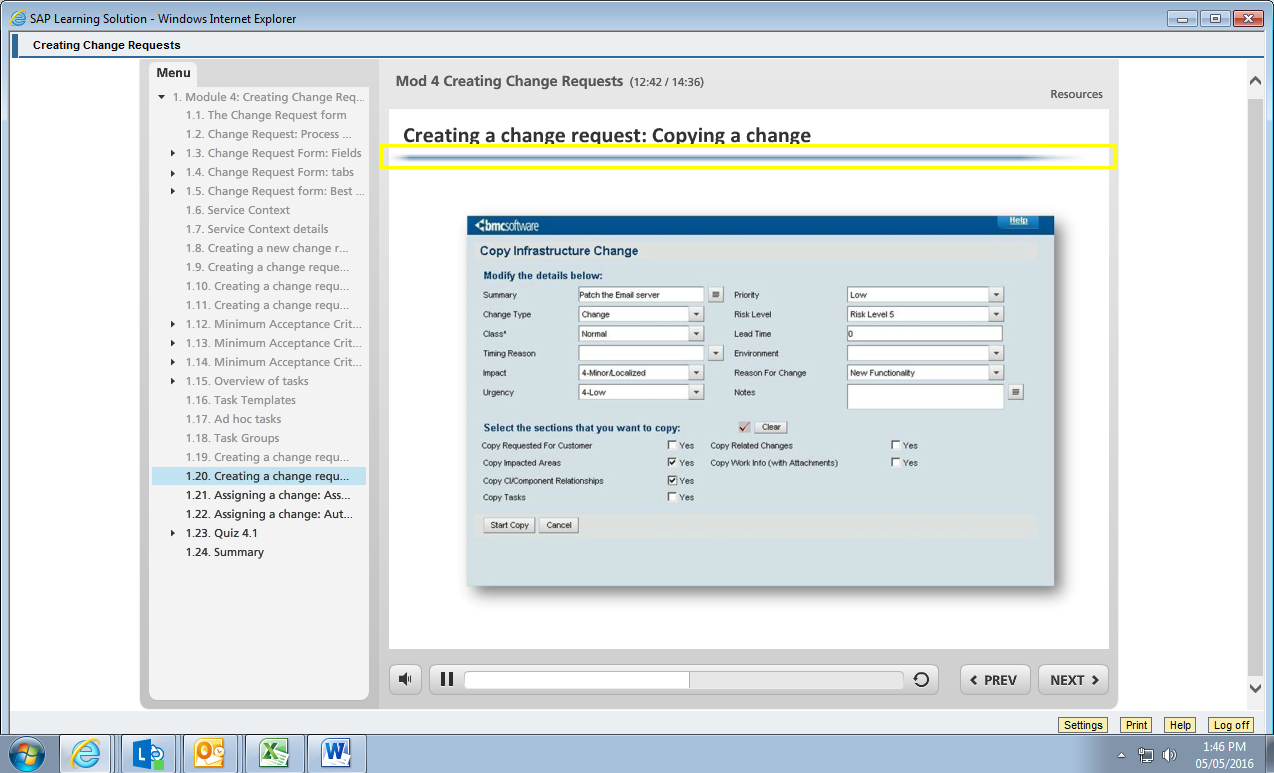 SAP Learning Solution - Windows Internet Explorer
Creating Change Requests
Menu
1. Module 4: Creating Change Req...
1.1. The Change Request form
1.2. Change Request: Process ...
1.3. Change Request Form: Fields
1.4. Change Request Form: tabs
1.5. Change Request form: Best ...
1.6. Service Context
1.7. Service Context details
1.8. Creating a new change r...
1.9. Creating a change reque...
1.10. Creating a change requ...
1.11. Creating a change requ...
1.12. Minimum Acceptance Crit...
1.13. Minimum Acceptance Crit...
1.14. Minimum Acceptance Crit...
1.15. Overview of tasks
1.16. Task Templates
1.17. Ad hoc tasks
1.18. Task Groups
1.19. Creating a change requ...
1.20. Creating a change requ...
1.21. Assigning a change: Ass...
1.22. Assigning a change: Aut...
1.23. Quiz 4.1
1.24. Summary
Mod 4 Creating Change Requests (12:42 / 14:36)
Resources
Creating a change request: Copying a change
bmcsoftware Help
Copy Infrastructure Change
Modify the details below:
Summary Patch the Email server Priority Low
Change Type Change Risk Level Risk Level 5
Class* Normal Lead Time 0
Timing Reason Environment
Impact 4-Minor/Localized Reason For Change New Functionality
Urgency 4-Low Notes
Select the sections that you want to copy: Clear
Copy Requested For Customer Yes Copy Related Changes Yes
Copy Impacted Areas Yes Copy Work Info (with Attachments) Yes
Copy CI/Component Relationships Yes
Copy Tasks Yes
Start Copy Cancel
PREV NEXT
Settings Print Help Log off
1:46 PM
05/05/2016